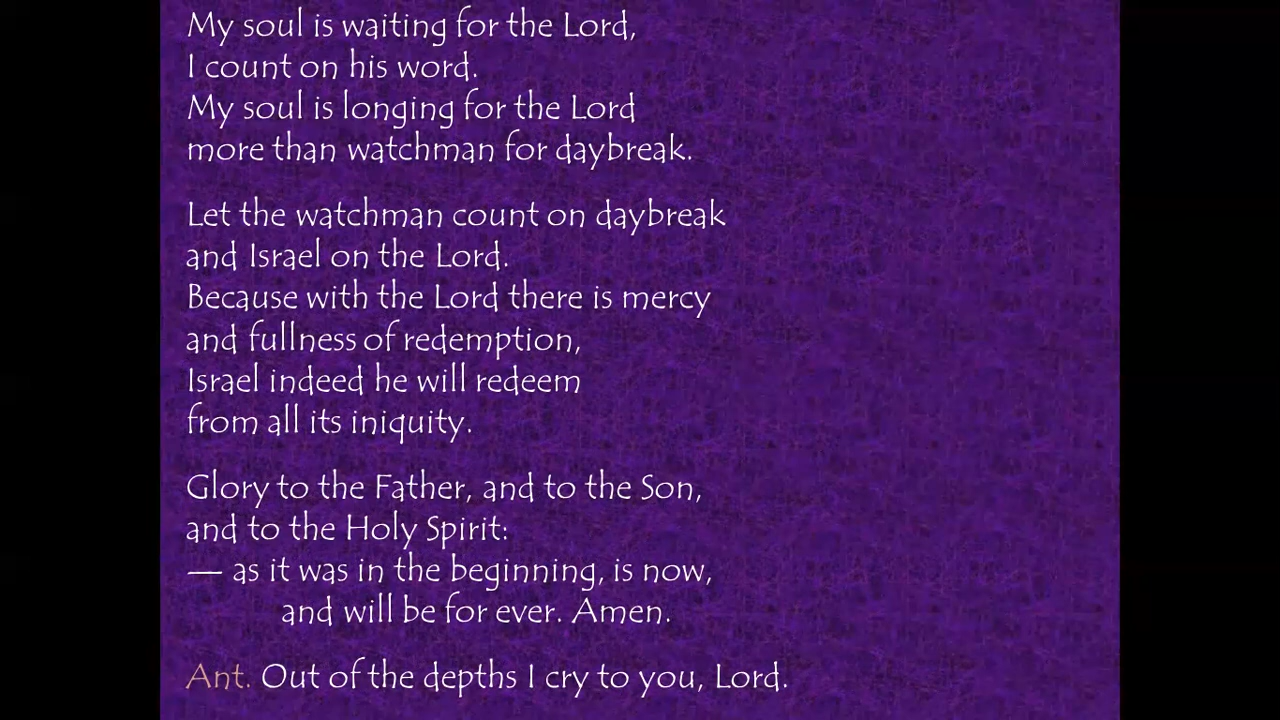 My soul is waiting for the Lord,
I count on his word.
My soul is longing for the Lord
more than watchman for daybreak.
Let the watchman count on daybreak
and Israel on the Lord.
Because with the Lord there is mercy
and fullness of redemption,
Israel indeed he will redeem
from all its iniquity.
Glory to the Father, and to the Son,
and to the Holy Spirit:
— as it was in the beginning, is now,
and will be for ever. Amen.
Ant. Out of the depths I cry to you, Lord.